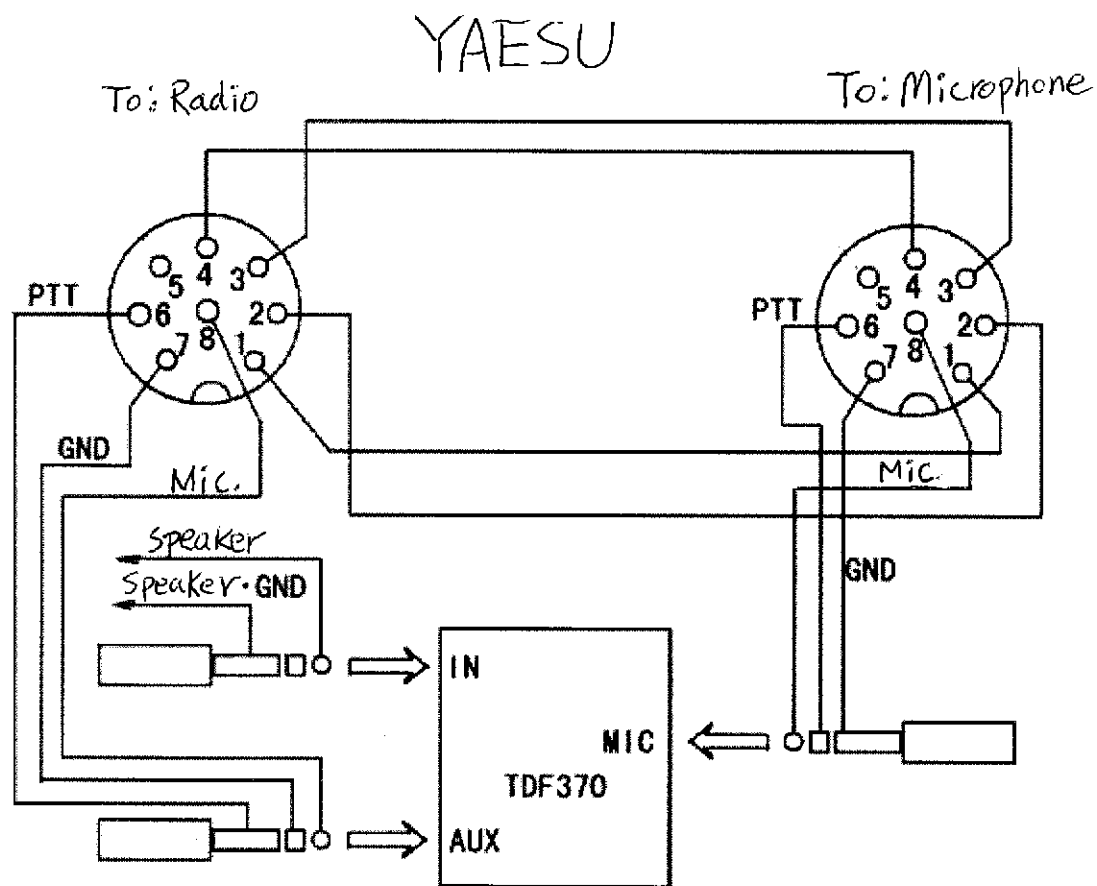 YAESU
To: Radio
To: Microphone
4
5
3
PTT
6
8
2
7
1
GND
Mic.
4
5
3
PTT
6
8
2
7
1
Mic.
GND
Speaker
Speaker·GND
IN
MIC
TDF370
AUX